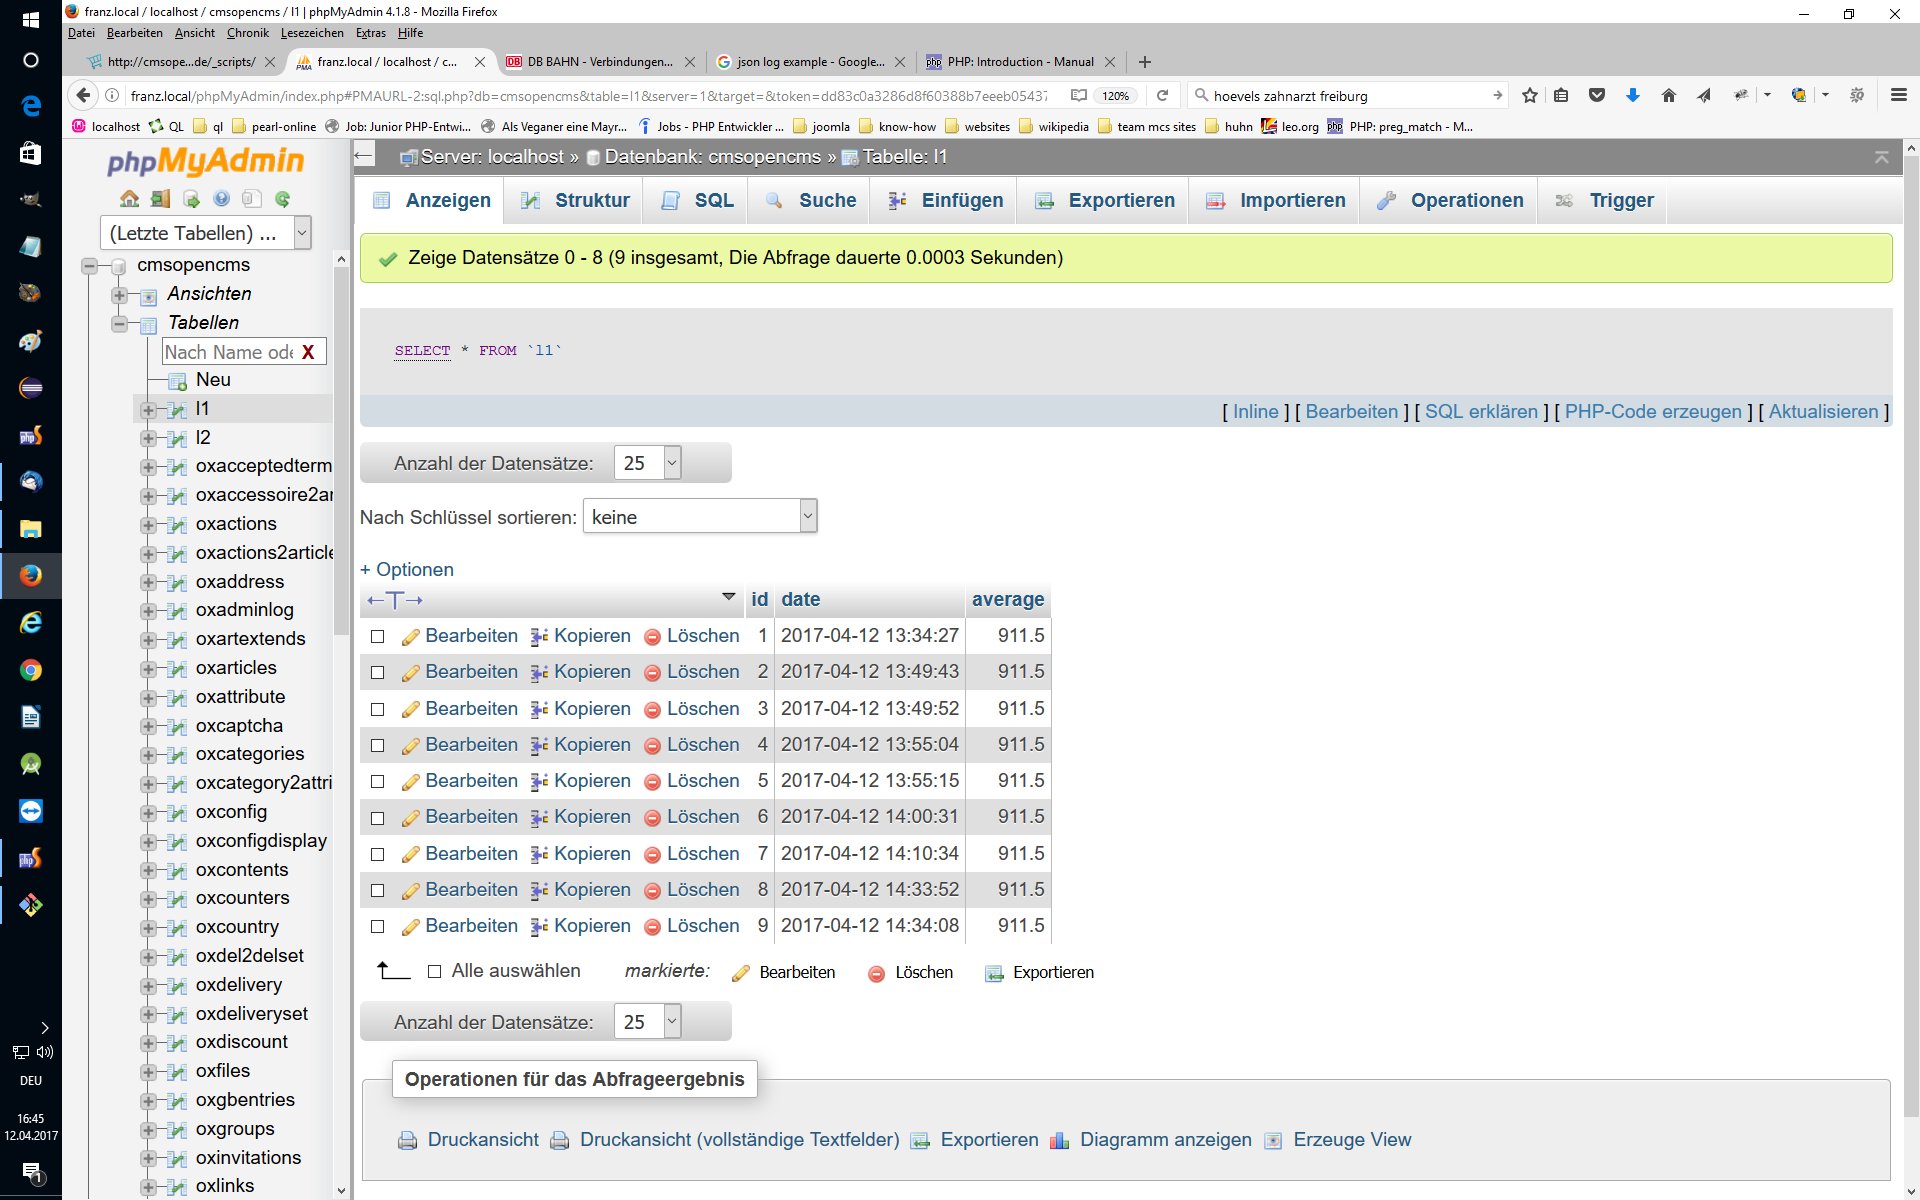 franz.local / localhost / cmsopencms / l1 | phpMyAdmin 4.1.8 - Mozilla Firefox
Datei Bearbeiten Ansicht Chronik Lesezeichen Extras Hilfe
http://cmsope...de/_scripts/
franz.local / localhost / c...
DB BAHN - Verbindungen...
json log example - Google...
PHP: Introduction - Manual
franz.local/phpMyAdmin/index.php#PMAURL-2:sql.php?db=cmsopencms&table=l1&server=1&target=&token=dd83c0a3286d8f60388b7eeeb05437
120%
hoevels zahnarzt freiburg
localhost QL ql pearl-online Job: Junior PHP-Entwi... Als Veganer eine Mayr... Jobs - PHP Entwickler ... joomla know-how websites wikipedia team mcs sites huhn leo.org PHP: preg_match - M...
phpMyAdmin
(Letzte Tabellen) ...
cmsopencms
Ansichten
Tabellen
Nach Name ode X
Neu
l1
l2
oxacceptedterm
oxaccessoire2ar
oxactions
oxactions2article
oxaddress
oxadminlog
oxartextends
oxarticles
oxattribute
oxcaptcha
oxcategories
oxcategory2attri
oxconfig
oxconfigdisplay
oxcontents
oxcounters
oxcountry
oxdel2delset
oxdelivery
oxdeliveryset
oxdiscount
oxfiles
oxgbentries
oxgroups
oxinvitations
oxlinks
Server: localhost » Datenbank: cmsopencms » Tabelle: l1
Anzeigen Struktur SQL Suche Einfügen Exportieren Importieren Operationen Trigger
Zeige Datensätze 0 - 8 (9 insgesamt, Die Abfrage dauerte 0.0003 Sekunden)
SELECT * FROM `l1`
[ Inline ] [ Bearbeiten ] [ SQL erklären ] [ PHP-Code erzeugen ] [ Aktualisieren ]
Anzahl der Datensätze: 25
Nach Schlüssel sortieren: keine
+ Optionen
←T→ id date average
Bearbeiten Kopieren Löschen 1 2017-04-12 13:34:27 911.5
Bearbeiten Kopieren Löschen 2 2017-04-12 13:49:43 911.5
Bearbeiten Kopieren Löschen 3 2017-04-12 13:49:52 911.5
Bearbeiten Kopieren Löschen 4 2017-04-12 13:55:04 911.5
Bearbeiten Kopieren Löschen 5 2017-04-12 13:55:15 911.5
Bearbeiten Kopieren Löschen 6 2017-04-12 14:00:31 911.5
Bearbeiten Kopieren Löschen 7 2017-04-12 14:10:34 911.5
Bearbeiten Kopieren Löschen 8 2017-04-12 14:33:52 911.5
Bearbeiten Kopieren Löschen 9 2017-04-12 14:34:08 911.5
Alle auswählen markierte: Bearbeiten Löschen Exportieren
Anzahl der Datensätze: 25
Operationen für das Abfrageergebnis
Druckansicht Druckansicht (vollständige Textfelder) Exportieren Diagramm anzeigen Erzeuge View
DEU
16:45
12.04.2017
1